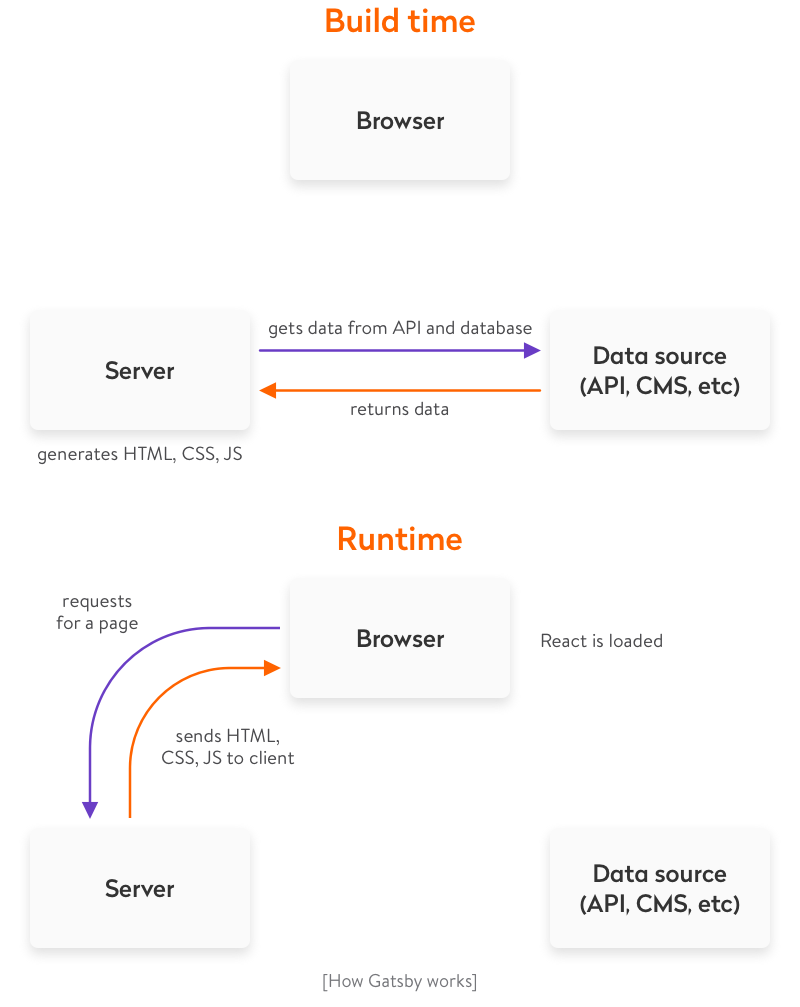 Build time
Browser
gets data from API and database
Server
Data source
(API, CMS, etc)
returns data
generates HTML, CSS, JS
Runtime
requests
for a page
Browser
React is loaded
sends HTML,
CSS, JS to client
Server
Data source
(API, CMS, etc)
[How Gatsby works]